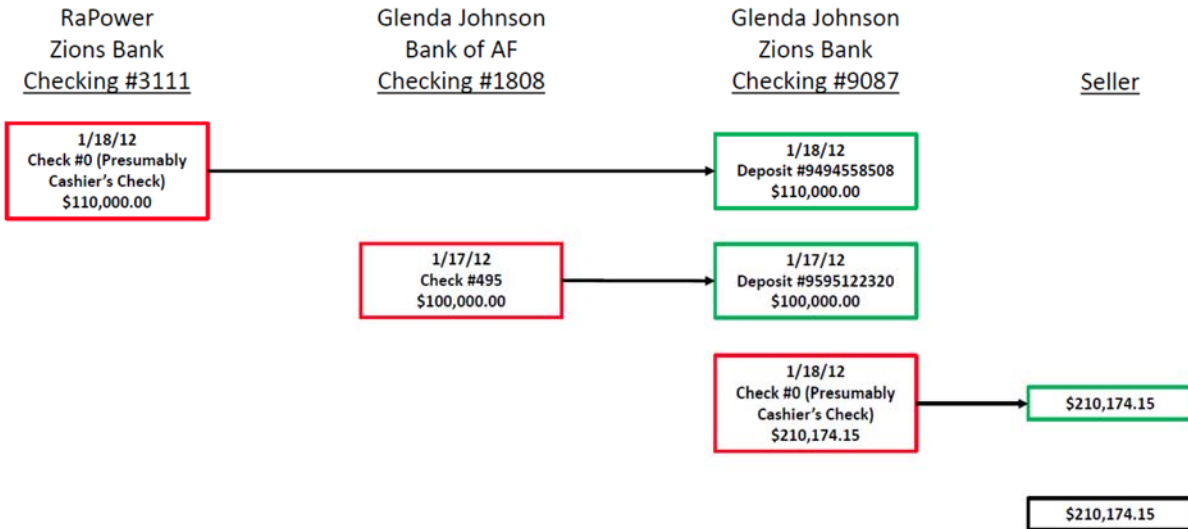 RaPower
Zions Bank
Checking #3111
Glenda Johnson
Bank of AF
Checking #1808
Glenda Johnson
Zions Bank
Checking #9087
Seller
1/18/12
Check #0 (Presumably
Cashier's Check)
$110,000.00
1/18/12
Deposit #9494558508
$110,000.00
1/17/12
Check #495
$100,000.00
1/17/12
Deposit #9595122320
$100,000.00
1/18/12
Check #0 (Presumably
Cashier's Check)
$210,174.15
$210,174.15
$210,174.15